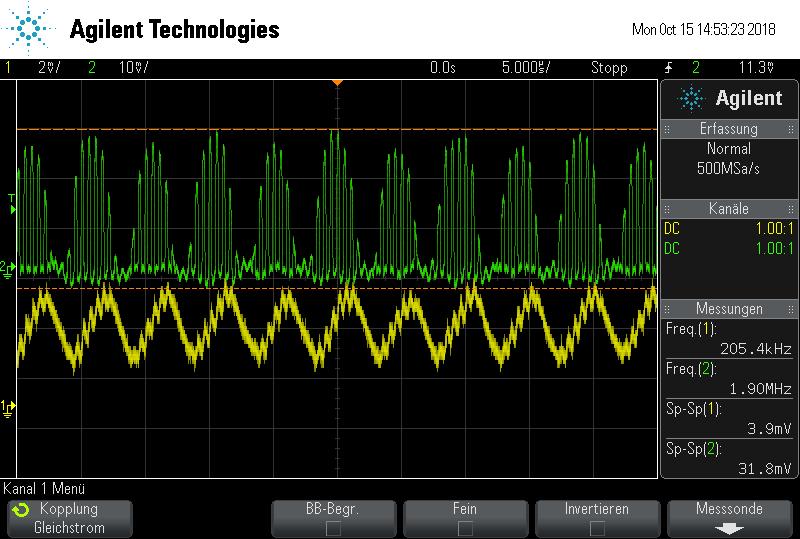 Agilent Technologies
Mon Oct 15 14:53:23 2018
1 2mV/ 2 10mV/ 0.0s 5.000us/ Stopp 2 11.3mV
Agilent
Erfassung
Normal
500MSa/s
Kanäle
DC 1.00:1
DC 1.00:1
Messungen
Freq.(1):
205.4kHz
Freq.(2):
1.90MHz
Sp-Sp(1):
3.9mV
Sp-Sp(2):
31.8mV
T
2
1
Kanal 1 Menü
Kopplung
Gleichstrom
BB-Begr.
Fein
Invertieren
Messsonde